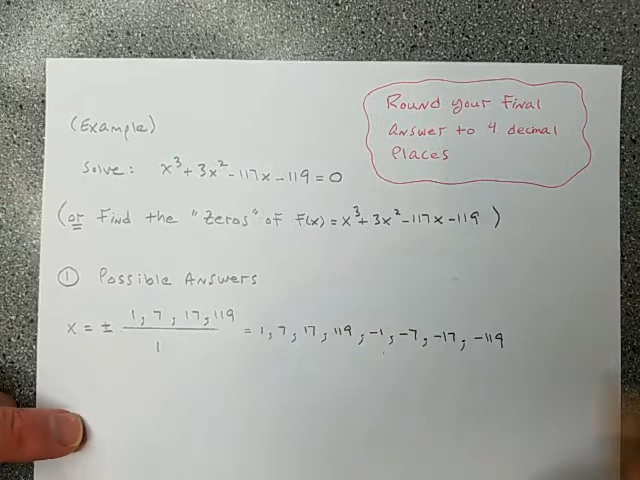 (Example)
Round your Final
Answer to 4 decimal
Places
Solve: x³+3x²-117x-119=0
(or Find the "Zeros" of F(x)=x³+3x²-117x-119)
① Possible Answers
x = ± 1, 7, 17, 119 / 1 = 1, 7, 17, 119, -1, -7, -17, -119